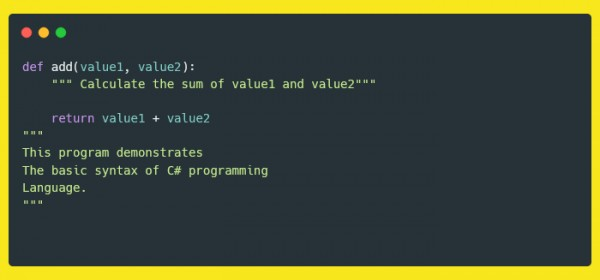 def add(value1, value2):
    """ Calculate the sum of value1 and value2"""
    return value1 + value2
"""
This program demonstrates
The basic syntax of C# programming
Language.
"""